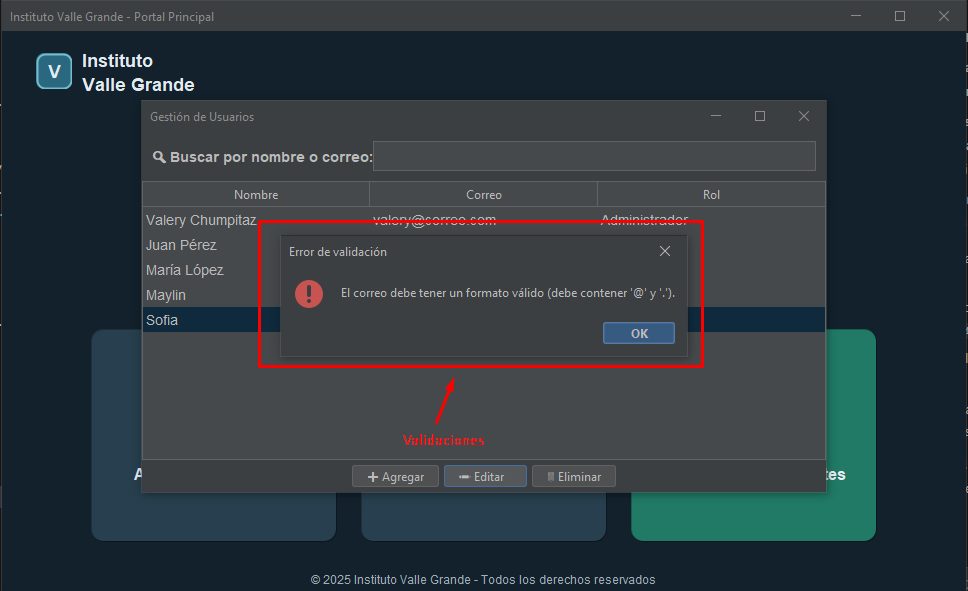 Instituto Valle Grande - Portal Principal
V
Instituto
Valle Grande
Gestión de Usuarios
Buscar por nombre o correo:
Nombre Correo Rol
Valery Chumpitaz valery@correo.com Administrador
Juan Pérez
María López
Maylin
Sofia
Error de validación
El correo debe tener un formato válido (debe contener '@' y '.').
OK
Validaciones
A
tes
+ Agregar Editar Eliminar
© 2025 Instituto Valle Grande - Todos los derechos reservados